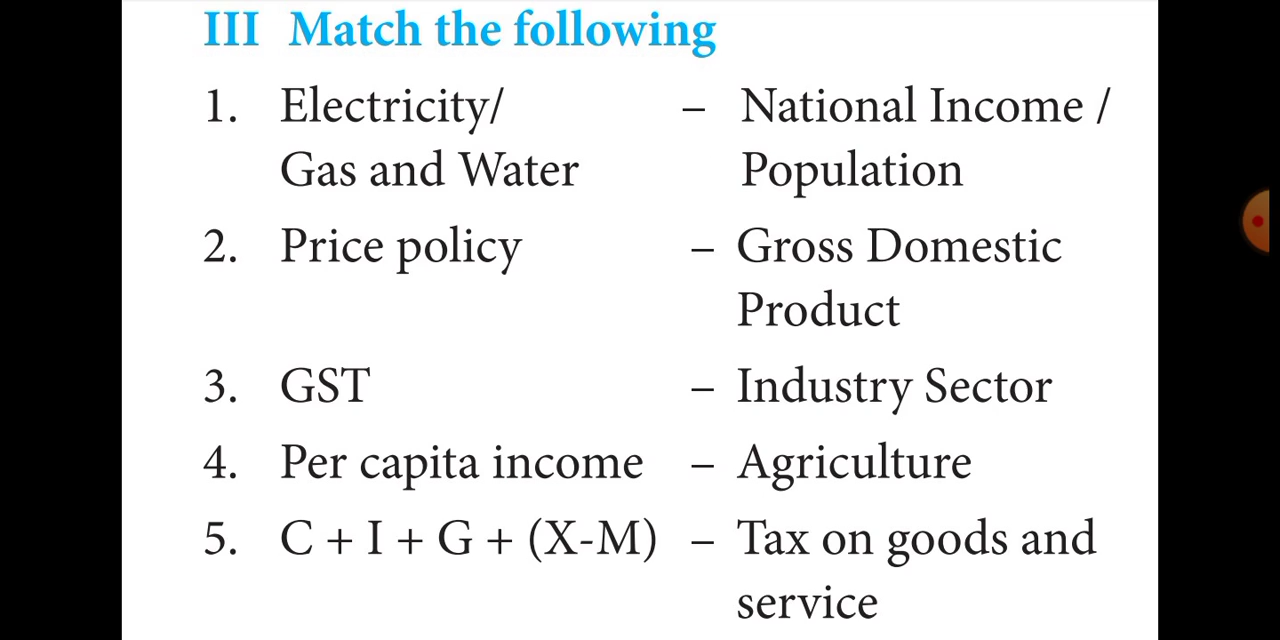 III Match the following
1. Electricity/ – National Income /
Gas and Water Population
2. Price policy – Gross Domestic
Product
3. GST – Industry Sector
4. Per capita income – Agriculture
5. C + I + G + (X-M) – Tax on goods and
service